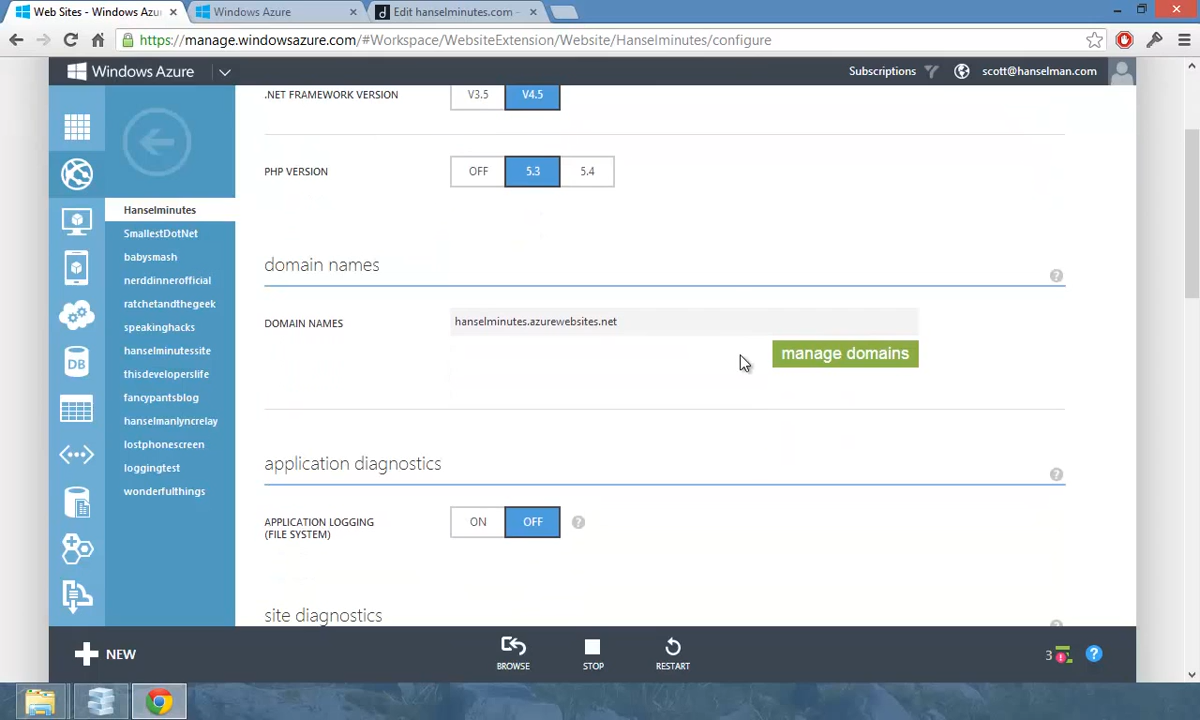 Web Sites - Windows Azure
Windows Azure
Edit hanselminutes.com -
https://manage.windowsazure.com/#Workspace/WebsiteExtension/Website/Hanselminutes/configure
Windows Azure
Subscriptions
scott@hanselman.com
.NET FRAMEWORK VERSION
V3.5
V4.5
PHP VERSION
OFF
5.3
5.4
Hanselminutes
SmallestDotNet
babysmash
nerddinnerofficial
ratchetandthegeek
speakinghacks
hanselminutessite
thisdeveloperslife
fancypantsblog
hanselmanlyncrelay
lostphonescreen
loggingtest
wonderfulthings
DB
domain names
?
DOMAIN NAMES
hanselminutes.azurewebsites.net
manage domains
application diagnostics
?
APPLICATION LOGGING
(FILE SYSTEM)
ON
OFF
?
site diagnostics
?
NEW
BROWSE
STOP
RESTART
3
!
?